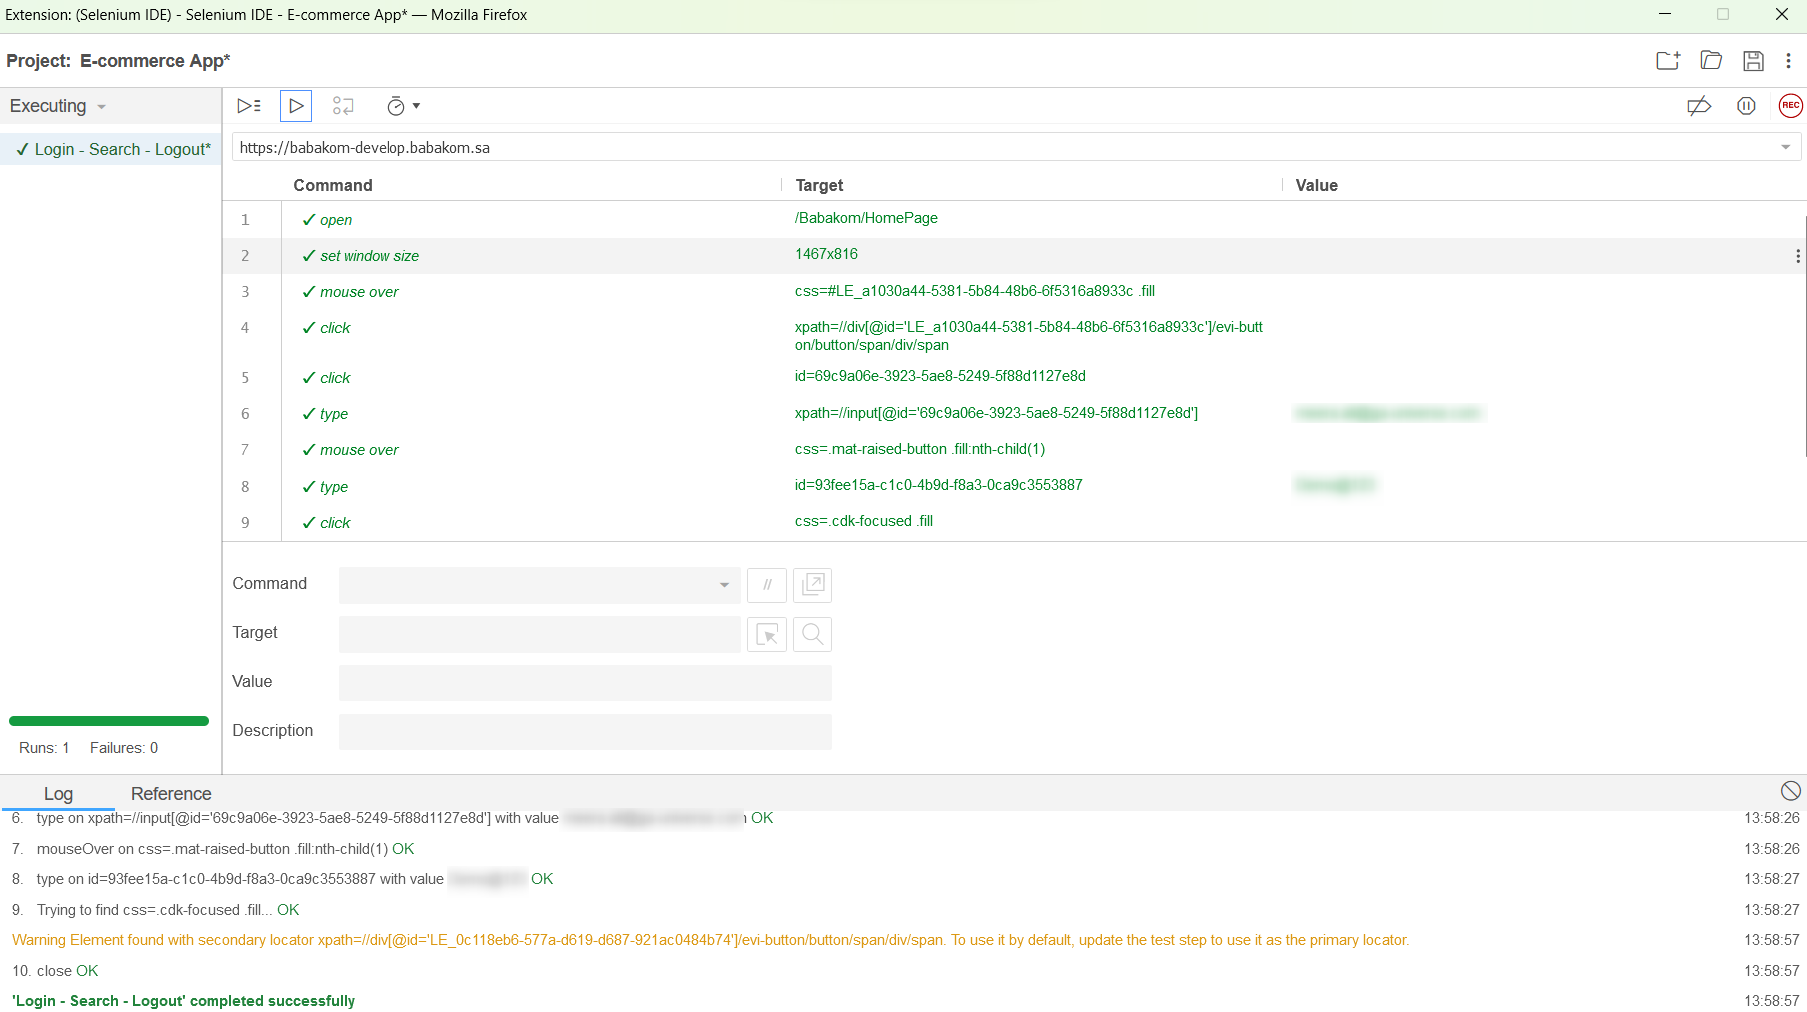 Extension: (Selenium IDE) - Selenium IDE - E-commerce App* — Mozilla Firefox
Project: E-commerce App*
Executing
REC
✓ Login - Search - Logout*
https://babakom-develop.babakom.sa
Command Target Value
1 ✓ open /Babakom/HomePage
2 ✓ set window size 1467x816
3 ✓ mouse over css=#LE_a1030a44-5381-5b84-48b6-6f5316a8933c .fill
4 ✓ click xpath=//div[@id='LE_a1030a44-5381-5b84-48b6-6f5316a8933c']/evi-butt
on/button/span/div/span
5 ✓ click id=69c9a06e-3923-5ae8-5249-5f88d1127e8d
6 ✓ type xpath=//input[@id='69c9a06e-3923-5ae8-5249-5f88d1127e8d']
7 ✓ mouse over css=.mat-raised-button .fill:nth-child(1)
8 ✓ type id=93fee15a-c1c0-4b9d-f8a3-0ca9c3553887
9 ✓ click css=.cdk-focused .fill
Command //
Target
Value
Description
Runs: 1 Failures: 0
Log Reference
6. type on xpath=//input[@id='69c9a06e-3923-5ae8-5249-5f88d1127e8d'] with value OK 13:58:26
7. mouseOver on css=.mat-raised-button .fill:nth-child(1) OK 13:58:26
8. type on id=93fee15a-c1c0-4b9d-f8a3-0ca9c3553887 with value OK 13:58:27
9. Trying to find css=.cdk-focused .fill... OK 13:58:27
Warning Element found with secondary locator xpath=//div[@id='LE_0c118eb6-577a-d619-d687-921ac0484b74']/evi-button/button/span/div/span. To use it by default, update the test step to use it as the primary locator. 13:58:57
10. close OK 13:58:57
'Login - Search - Logout' completed successfully 13:58:57